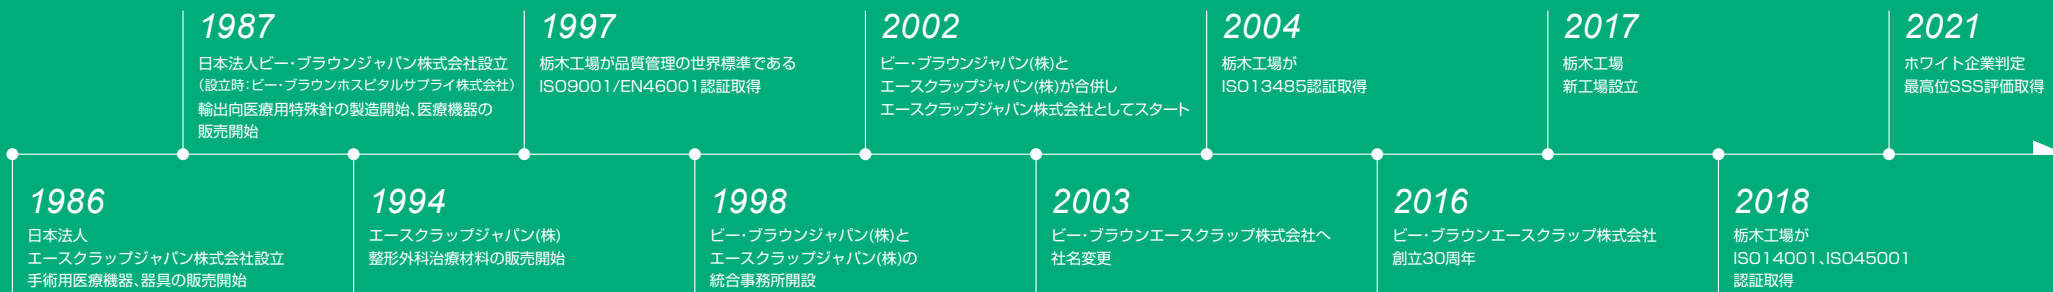 1987
日本法人ビー・ブラウンジャパン株式会社設立
（設立時：ビー・ブラウンホスピタルサプライ株式会社）
輸出向医療用特殊針の製造開始、医療機器の
販売開始
1997
栃木工場が品質管理の世界標準である
ISO9001/EN46001認証取得
2002
ビー・ブラウンジャパン(株)と
エースクラップジャパン(株)が合併し
エースクラップジャパン株式会社としてスタート
2004
栃木工場が
ISO13485認証取得
2017
栃木工場
新工場設立
2021
ホワイト企業判定
最高位SSS評価取得
1986
日本法人
エースクラップジャパン株式会社設立
手術用医療機器、器具の販売開始
1994
エースクラップジャパン(株)
整形外科治療材料の販売開始
1998
ビー・ブラウンジャパン(株)と
エースクラップジャパン(株)の
統合事務所開設
2003
ビー・ブラウンエースクラップ株式会社へ
社名変更
2016
ビー・ブラウンエースクラップ株式会社
創立30周年
2018
栃木工場が
ISO14001、ISO45001
認証取得